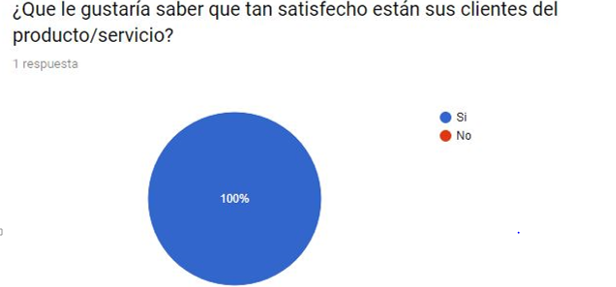 ¿Que le gustaría saber que tan satisfecho están sus clientes del
producto/servicio?
1 respuesta
Si
No
100%